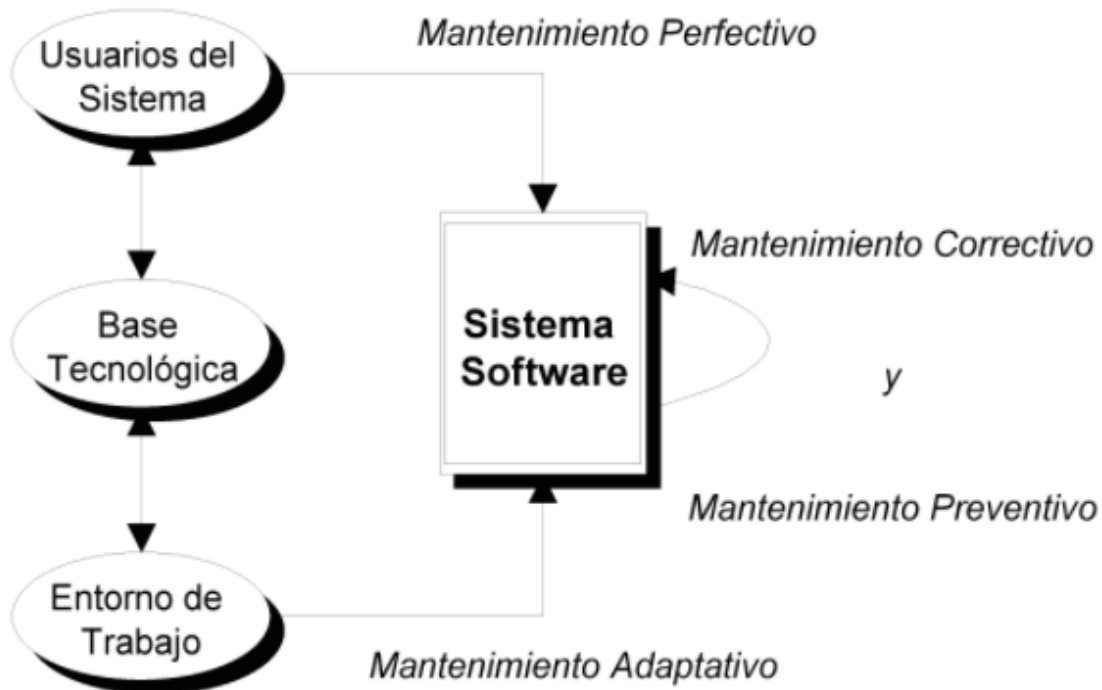 Usuarios del
Sistema
Mantenimiento Perfectivo
Mantenimiento Correctivo
Base
Tecnológica
Sistema
Software
y
Mantenimiento Preventivo
Entorno de
Trabajo
Mantenimiento Adaptativo